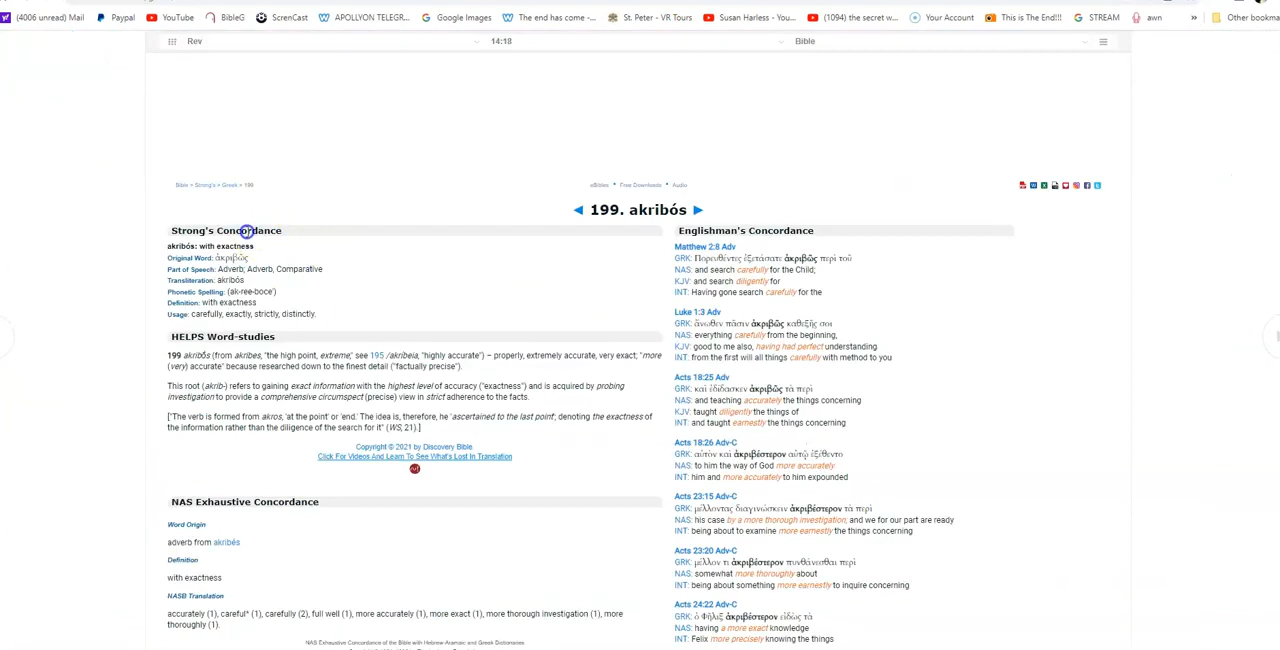 (4006 unread) Mail Paypal YouTube BibleG ScrenCast APOLLYON TELEGR... Google Images The end has come -... St. Peter - VR Tours Susan Harless - You... (1094) the secret w... Your Account This is The End!!! STREAM awn » Other bookma
Rev 14:18 Bible
Bible > Strong's > Greek > 199
eBibles • Free Downloads • Audio
◄ 199. akribós ►
Strong's Concordance
akribós: with exactness
Original Word: ἀκριβῶς
Part of Speech: Adverb; Adverb, Comparative
Transliteration: akribós
Phonetic Spelling: (ak-ree-boce')
Definition: with exactness
Usage: carefully, exactly, strictly, distinctly.
HELPS Word-studies
199 akribṓs (from akribes, "the high point, extreme," see 195 /akribeia, "highly accurate") – properly, extremely accurate, very exact; "more
(very) accurate" because researched down to the finest detail ("factually precise").
This root (akrib-) refers to gaining exact information with the highest level of accuracy ("exactness") and is acquired by probing
investigation to provide a comprehensive circumspect (precise) view in strict adherence to the facts.
["The verb is formed from akros, 'at the point' or 'end.' The idea is, therefore, he 'ascertained to the last point'; denoting the exactness of
the information rather than the diligence of the search for it" (WS, 21).]
Copyright © 2021 by Discovery Bible
Click For Videos And Learn To See What's Lost In Translation
NAS Exhaustive Concordance
Word Origin
adverb from akribés
Definition
with exactness
NASB Translation
accurately (1), careful* (1), carefully (2), full well (1), more accurately (1), more exact (1), more thorough investigation (1), more
thoroughly (1).
NAS Exhaustive Concordance of the Bible with Hebrew-Aramaic and Greek Dictionaries
Englishman's Concordance
Matthew 2:8 Adv
GRK: Πορευθέντες ἐξετάσατε ἀκριβῶς περὶ τοῦ
NAS: and search carefully for the Child;
KJV: and search diligently for
INT: Having gone search carefully for the
Luke 1:3 Adv
GRK: ἄνωθεν πᾶσιν ἀκριβῶς καθεξῆς σοι
NAS: everything carefully from the beginning,
KJV: good to me also, having had perfect understanding
INT: from the first will all things carefully with method to you
Acts 18:25 Adv
GRK: καὶ ἐδίδασκεν ἀκριβῶς τὰ περὶ
NAS: and teaching accurately the things concerning
KJV: taught diligently the things of
INT: and taught earnestly the things concerning
Acts 18:26 Adv-C
GRK: αὐτὸν καὶ ἀκριβέστερον αὐτῷ ἐξέθεντο
NAS: to him the way of God more accurately
INT: him and more accurately to him expounded
Acts 23:15 Adv-C
GRK: μέλλοντας διαγινώσκειν ἀκριβέστερον τὰ περὶ
NAS: his case by a more thorough investigation; and we for our part are ready
INT: being about to examine more earnestly the things concerning
Acts 23:20 Adv-C
GRK: μέλλον τι ἀκριβέστερον πυνθάνεσθαι περὶ
NAS: somewhat more thoroughly about
INT: being about something more earnestly to inquire concerning
Acts 24:22 Adv-C
GRK: ὁ Φῆλιξ ἀκριβέστερον εἰδὼς τὰ
NAS: having a more exact knowledge
INT: Felix more precisely knowing the things